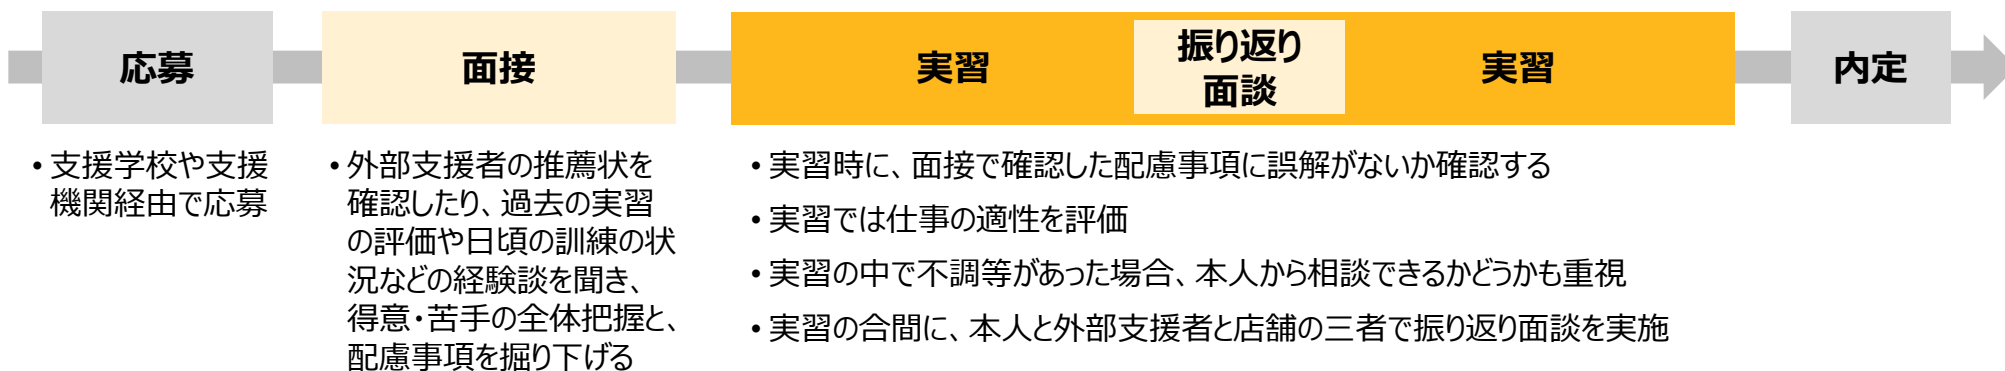 応募
面接
実習
振り返り
面談
実習
内定
• 支援学校や支援
機関経由で応募
• 外部支援者の推薦状を
確認したり、過去の実習
の評価や日頃の訓練の状
況などの経験談を聞き、
得意・苦手の全体把握と、
配慮事項を掘り下げる
• 実習時に、面接で確認した配慮事項に誤解がないか確認する
• 実習では仕事の適性を評価
• 実習の中で不調等があった場合、本人から相談できるかどうかも重視
• 実習の合間に、本人と外部支援者と店舗の三者で振り返り面談を実施